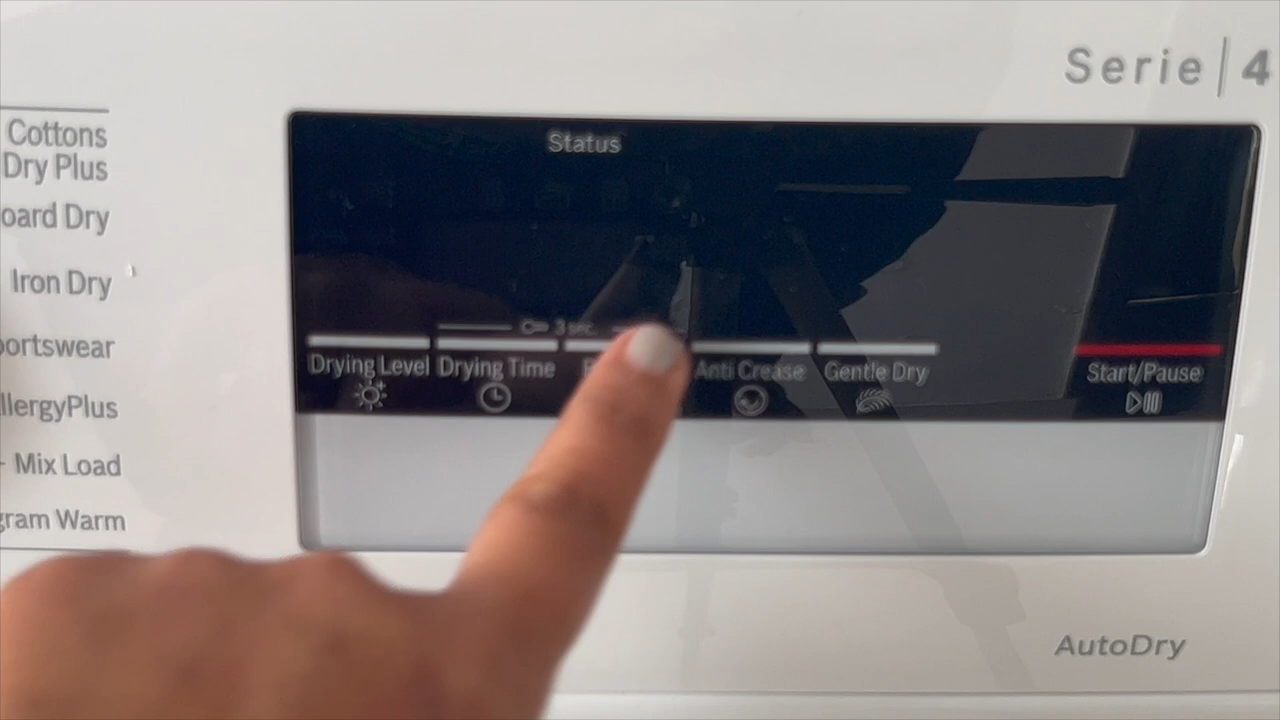 Serie 4
Cottons
Dry Plus
oard Dry
Iron Dry
portswear
llergyPlus
Mix Load
gram Warm
Status
3 sec.
Drying Level
Drying Time
Anti Crease
Gentle Dry
Start/Pause
AutoDry